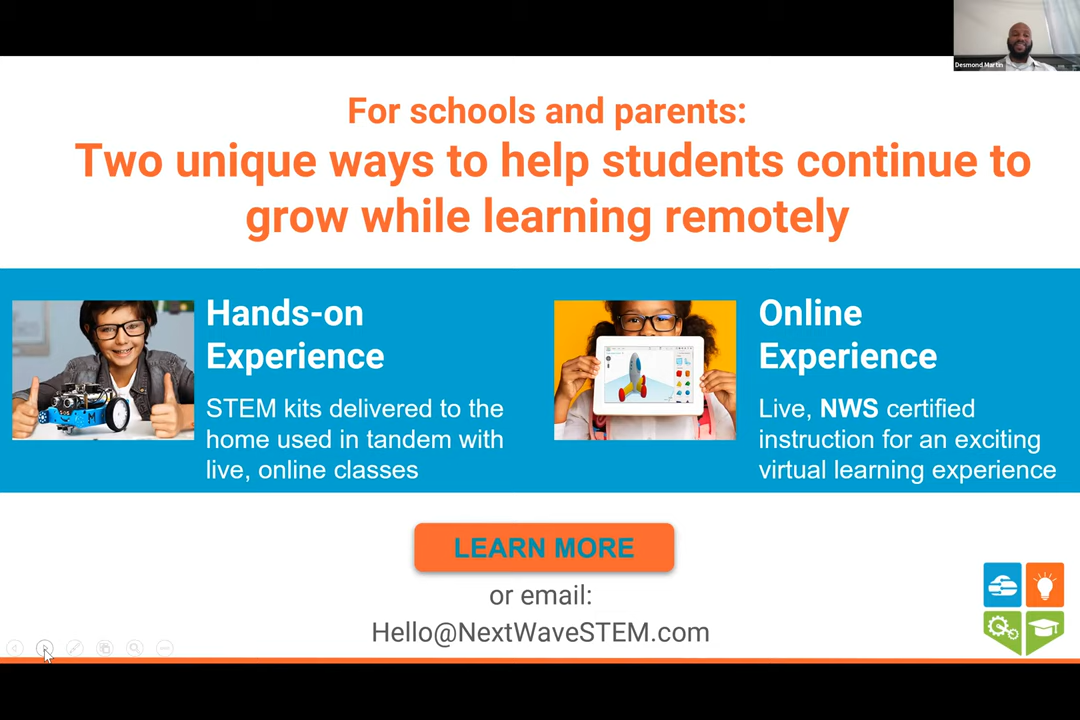 Desmond Martin
For schools and parents:
Two unique ways to help students continue to
grow while learning remotely
Hands-on
Experience
STEM kits delivered to the
home used in tandem with
live, online classes
Online
Experience
Live, NWS certified
instruction for an exciting
virtual learning experience
LEARN MORE
or email:
Hello@NextWaveSTEM.com